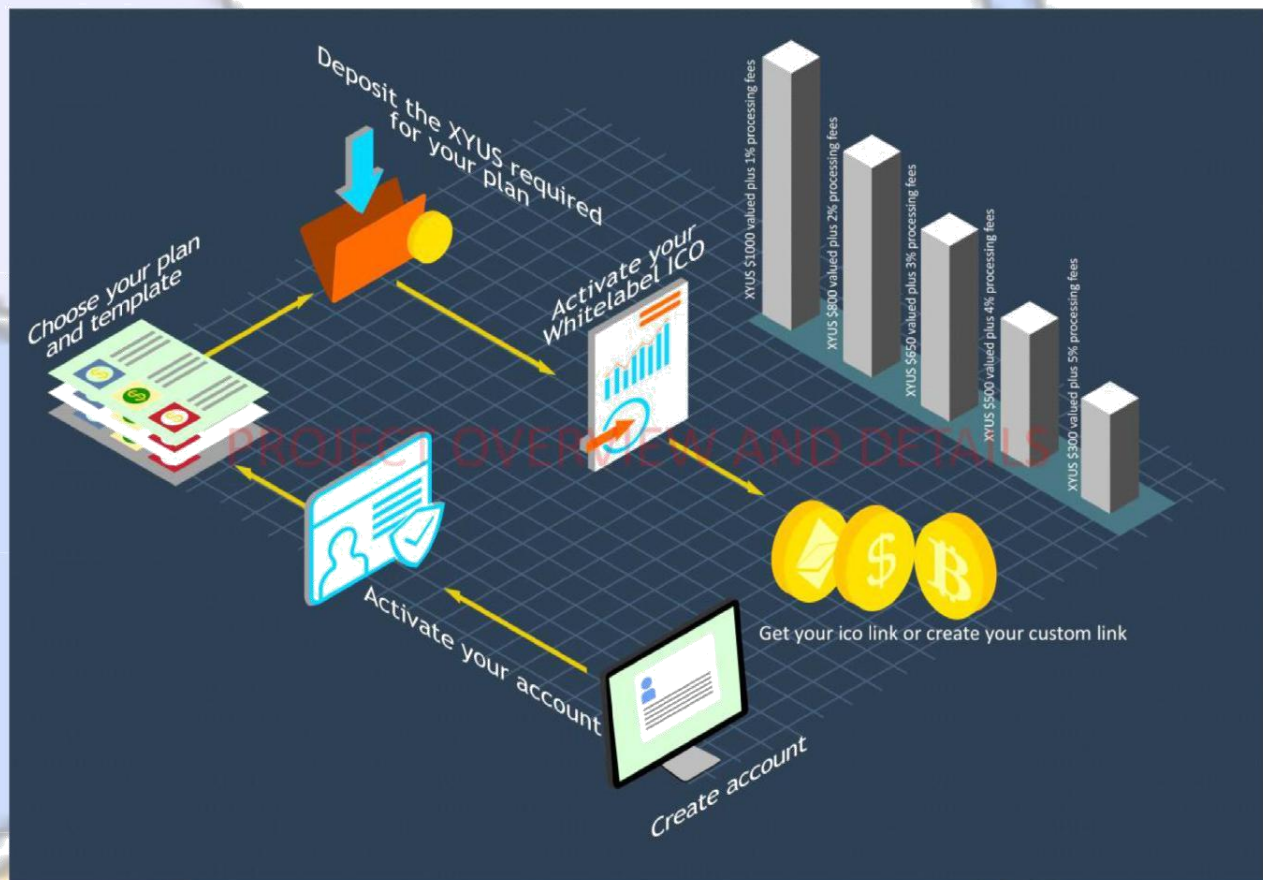 Deposit the XYUS required
for your plan
Choose your plan
and template
Activate your
Whitelabel ICO
XYUS $1000 valued plus 1% processing fees
XYUS $800 valued plus 2% processing fees
XYUS $650 valued plus 3% processing fees
XYUS $500 valued plus 4% processing fees
XYUS $300 valued plus 5% processing fees
PROJECT OVERVIEW AND DETAILS
Activate your account
Get your ico link or create your custom link
Create account